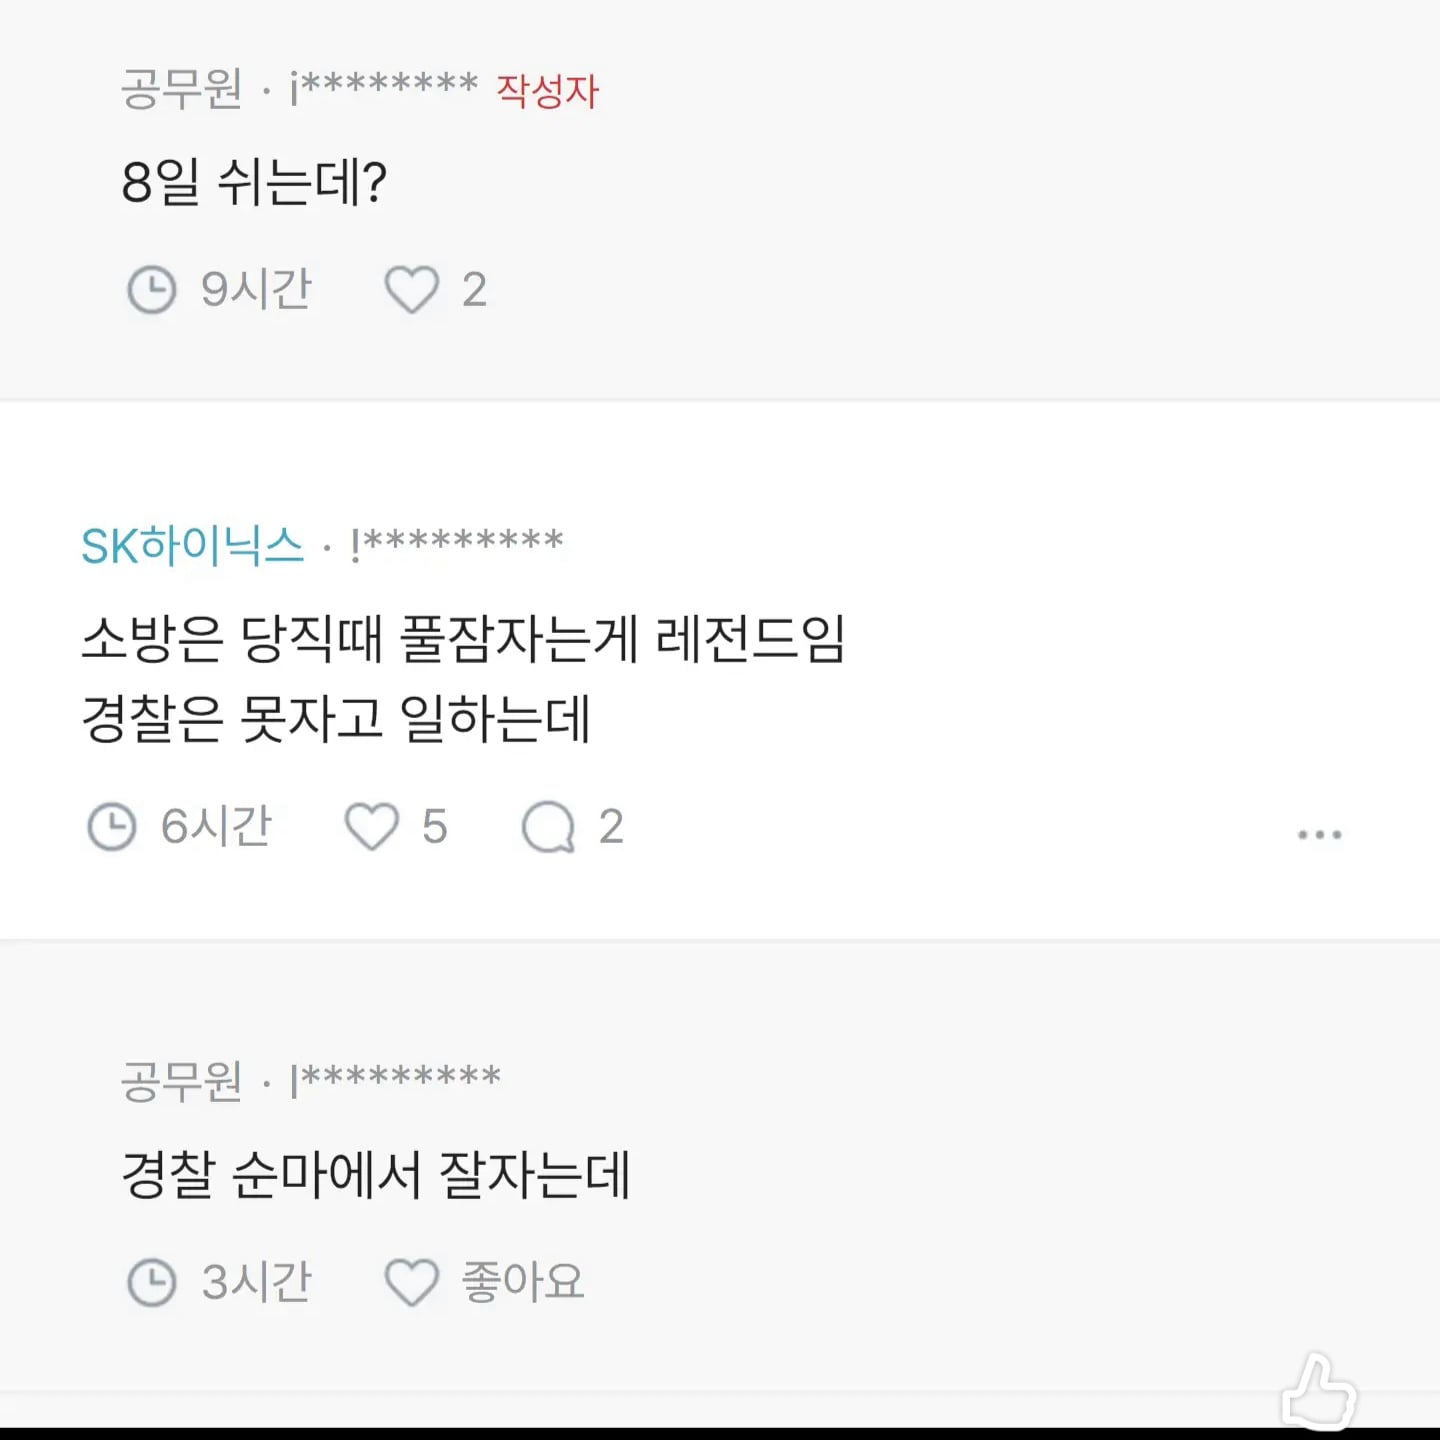 공무원 · i******** 작성자
8일 쉬는데?
9시간 2
SK하이닉스 · !*********
소방은 당직때 풀잠자는게 레전드임
경찰은 못자고 일하는데
6시간 5 2
공무원 · l*********
경찰 순마에서 잘자는데
3시간 좋아요